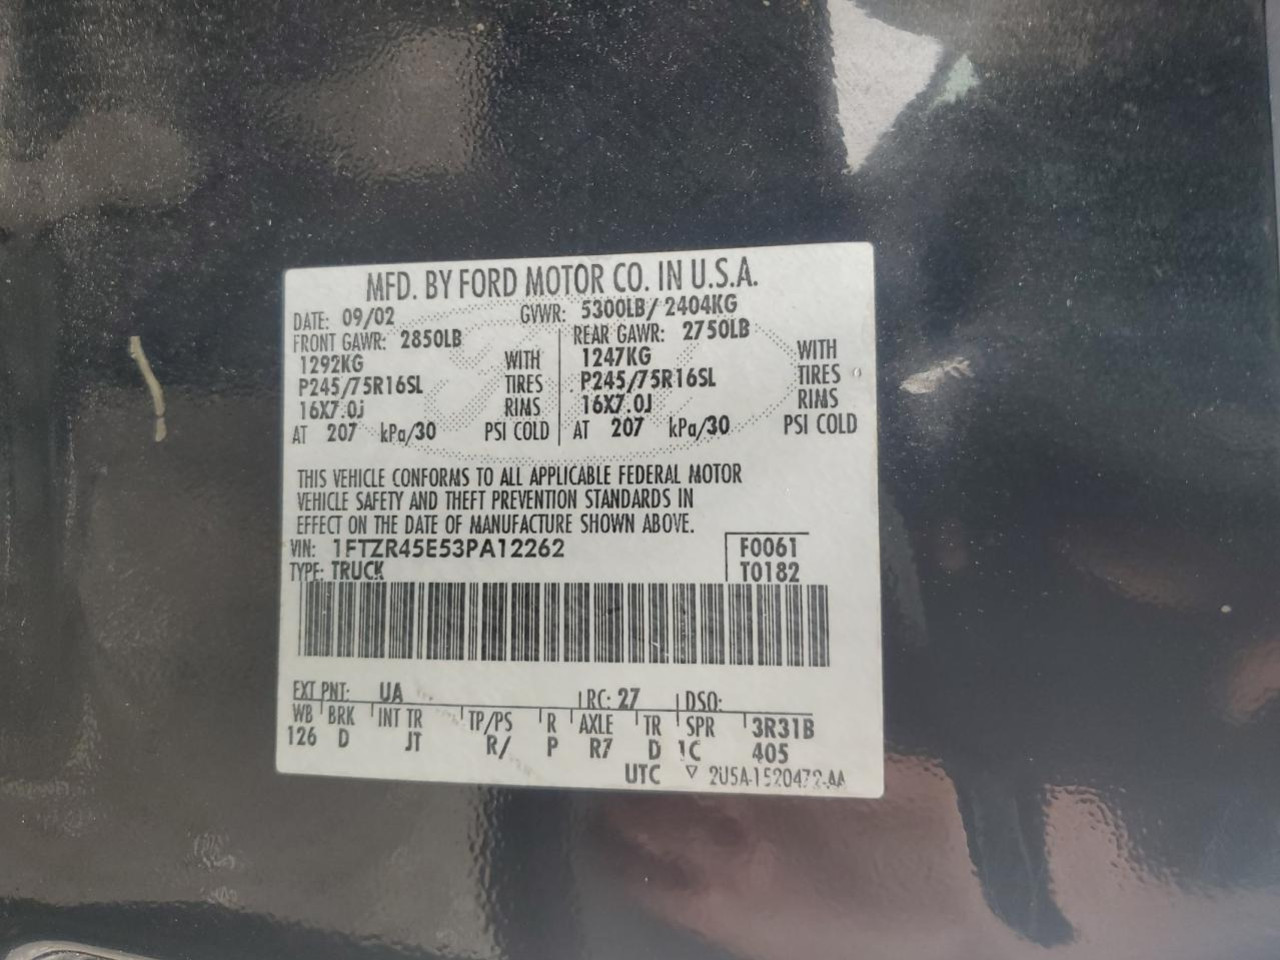 MFD. BY FORD MOTOR CO. IN U.S.A.
DATE: 09/02 GVWR: 5300LB/ 2404KG
FRONT GAWR: 2850LB REAR GAWR: 2750LB
1292KG WITH 1247KG WITH
P245/75R16SL TIRES P245/75R16SL TIRES
16X7.0J RIMS 16X7.0J RIMS
AT 207 kPa/30 PSI COLD AT 207 kPa/30 PSI COLD
THIS VEHICLE CONFORMS TO ALL APPLICABLE FEDERAL MOTOR
VEHICLE SAFETY AND THEFT PREVENTION STANDARDS IN
EFFECT ON THE DATE OF MANUFACTURE SHOWN ABOVE.
VIN: 1FTZR45E53PA12262 F0061
TYPE: TRUCK T0182
EXT PNT: UA RC: 27 DSO:
WB BRK INT TR TP/PS R AXLE TR SPR 3R31B
126 D JT R/ P R7 D 1C 405
UTC ▽ 2U5A-1520472-AA